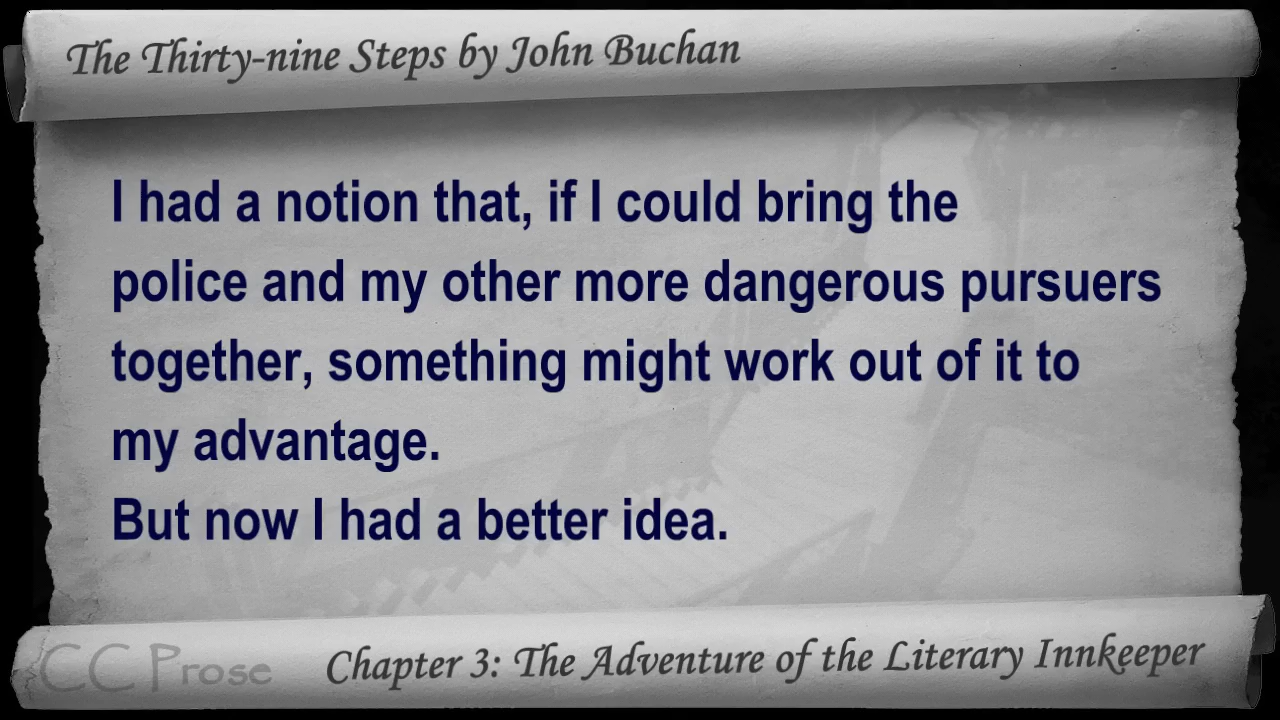 The Thirty-nine Steps by John Buchan
I had a notion that, if I could bring the
police and my other more dangerous pursuers
together, something might work out of it to
my advantage.
But now I had a better idea.
CC Prose
Chapter 3: The Adventure of the Literary Innkeeper